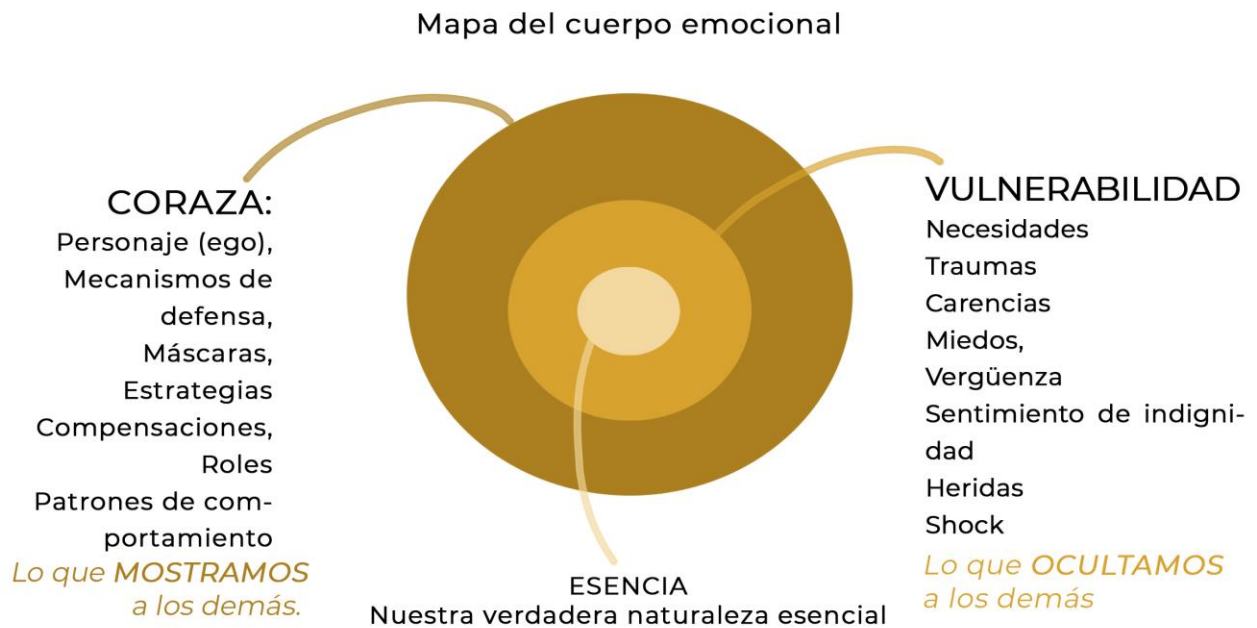 Mapa del cuerpo emocional
CORAZA:
Personaje (ego),
Mecanismos de
defensa,
Máscaras,
Estrategias
Compensaciones,
Roles
Patrones de com-
portamiento
Lo que MOSTRAMOS
a los demás.
VULNERABILIDAD
Necesidades
Traumas
Carencias
Miedos,
Vergüenza
Sentimiento de indigni-
dad
Heridas
Shock
Lo que OCULTAMOS
a los demás
ESENCIA
Nuestra verdadera naturaleza esencial